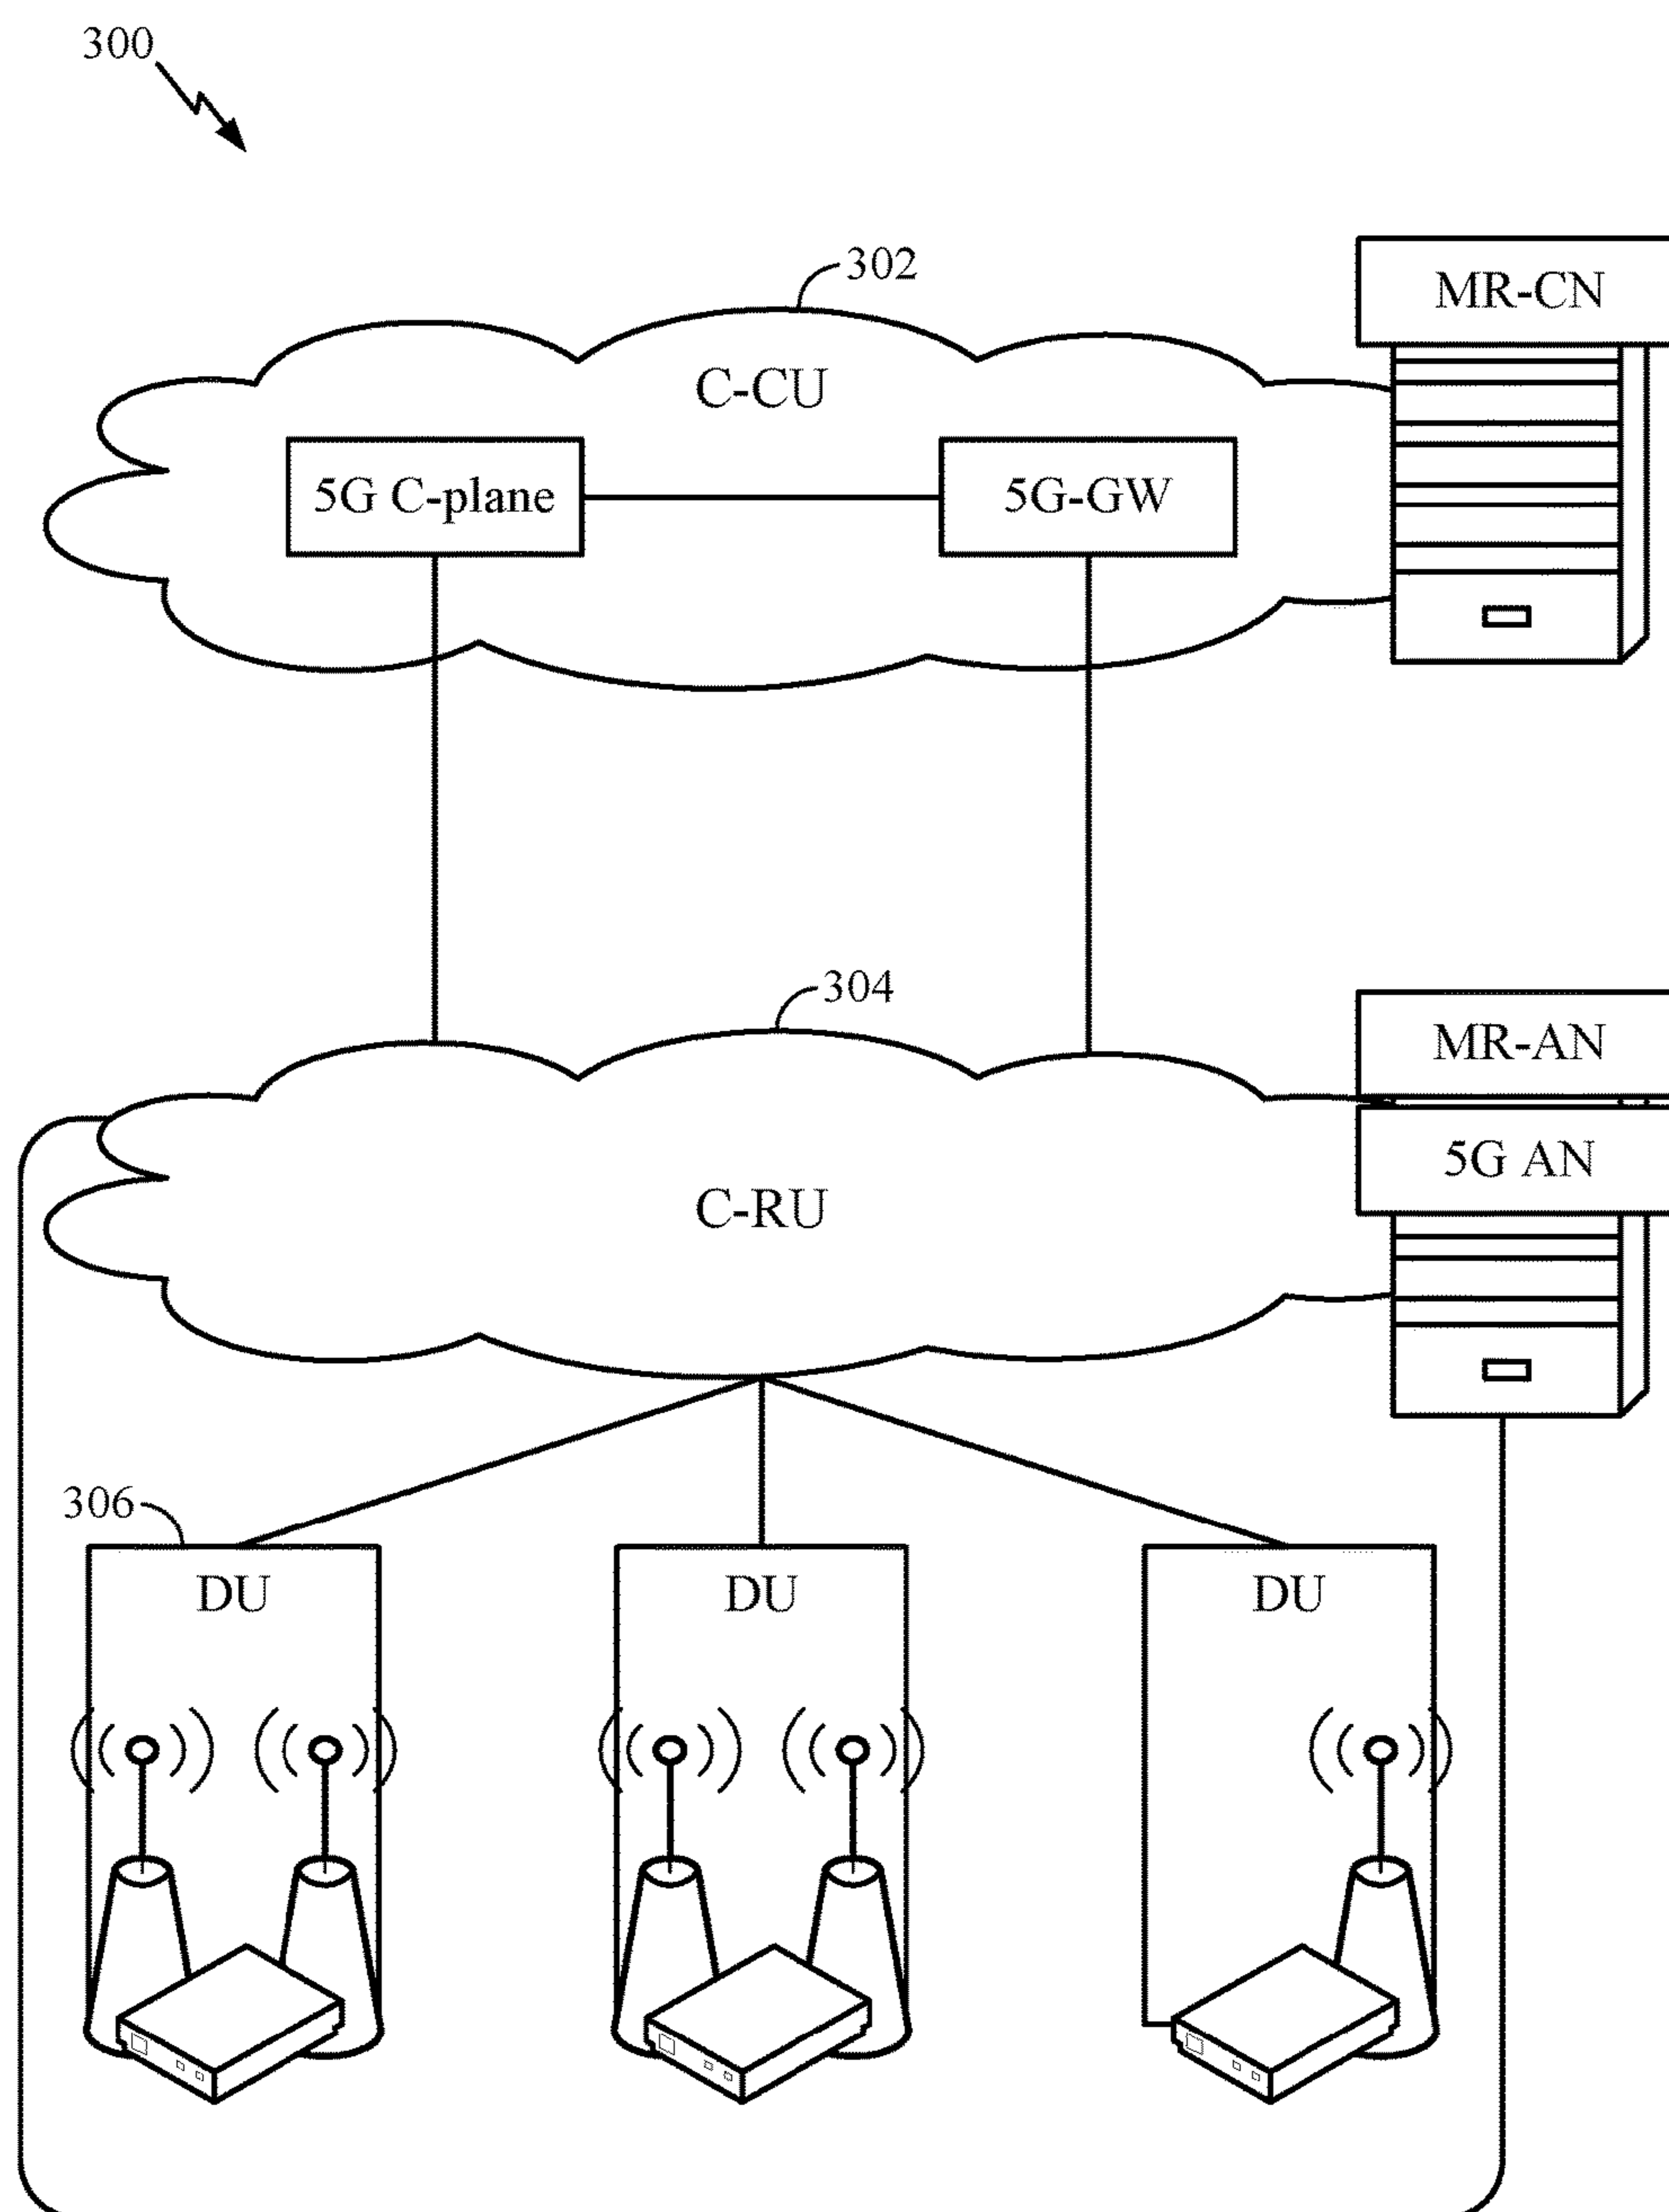 300
302
MR-CN
C-CU
5G C-plane
5G-GW
304
MR-AN
5G AN
C-RU
306
DU
DU
DU